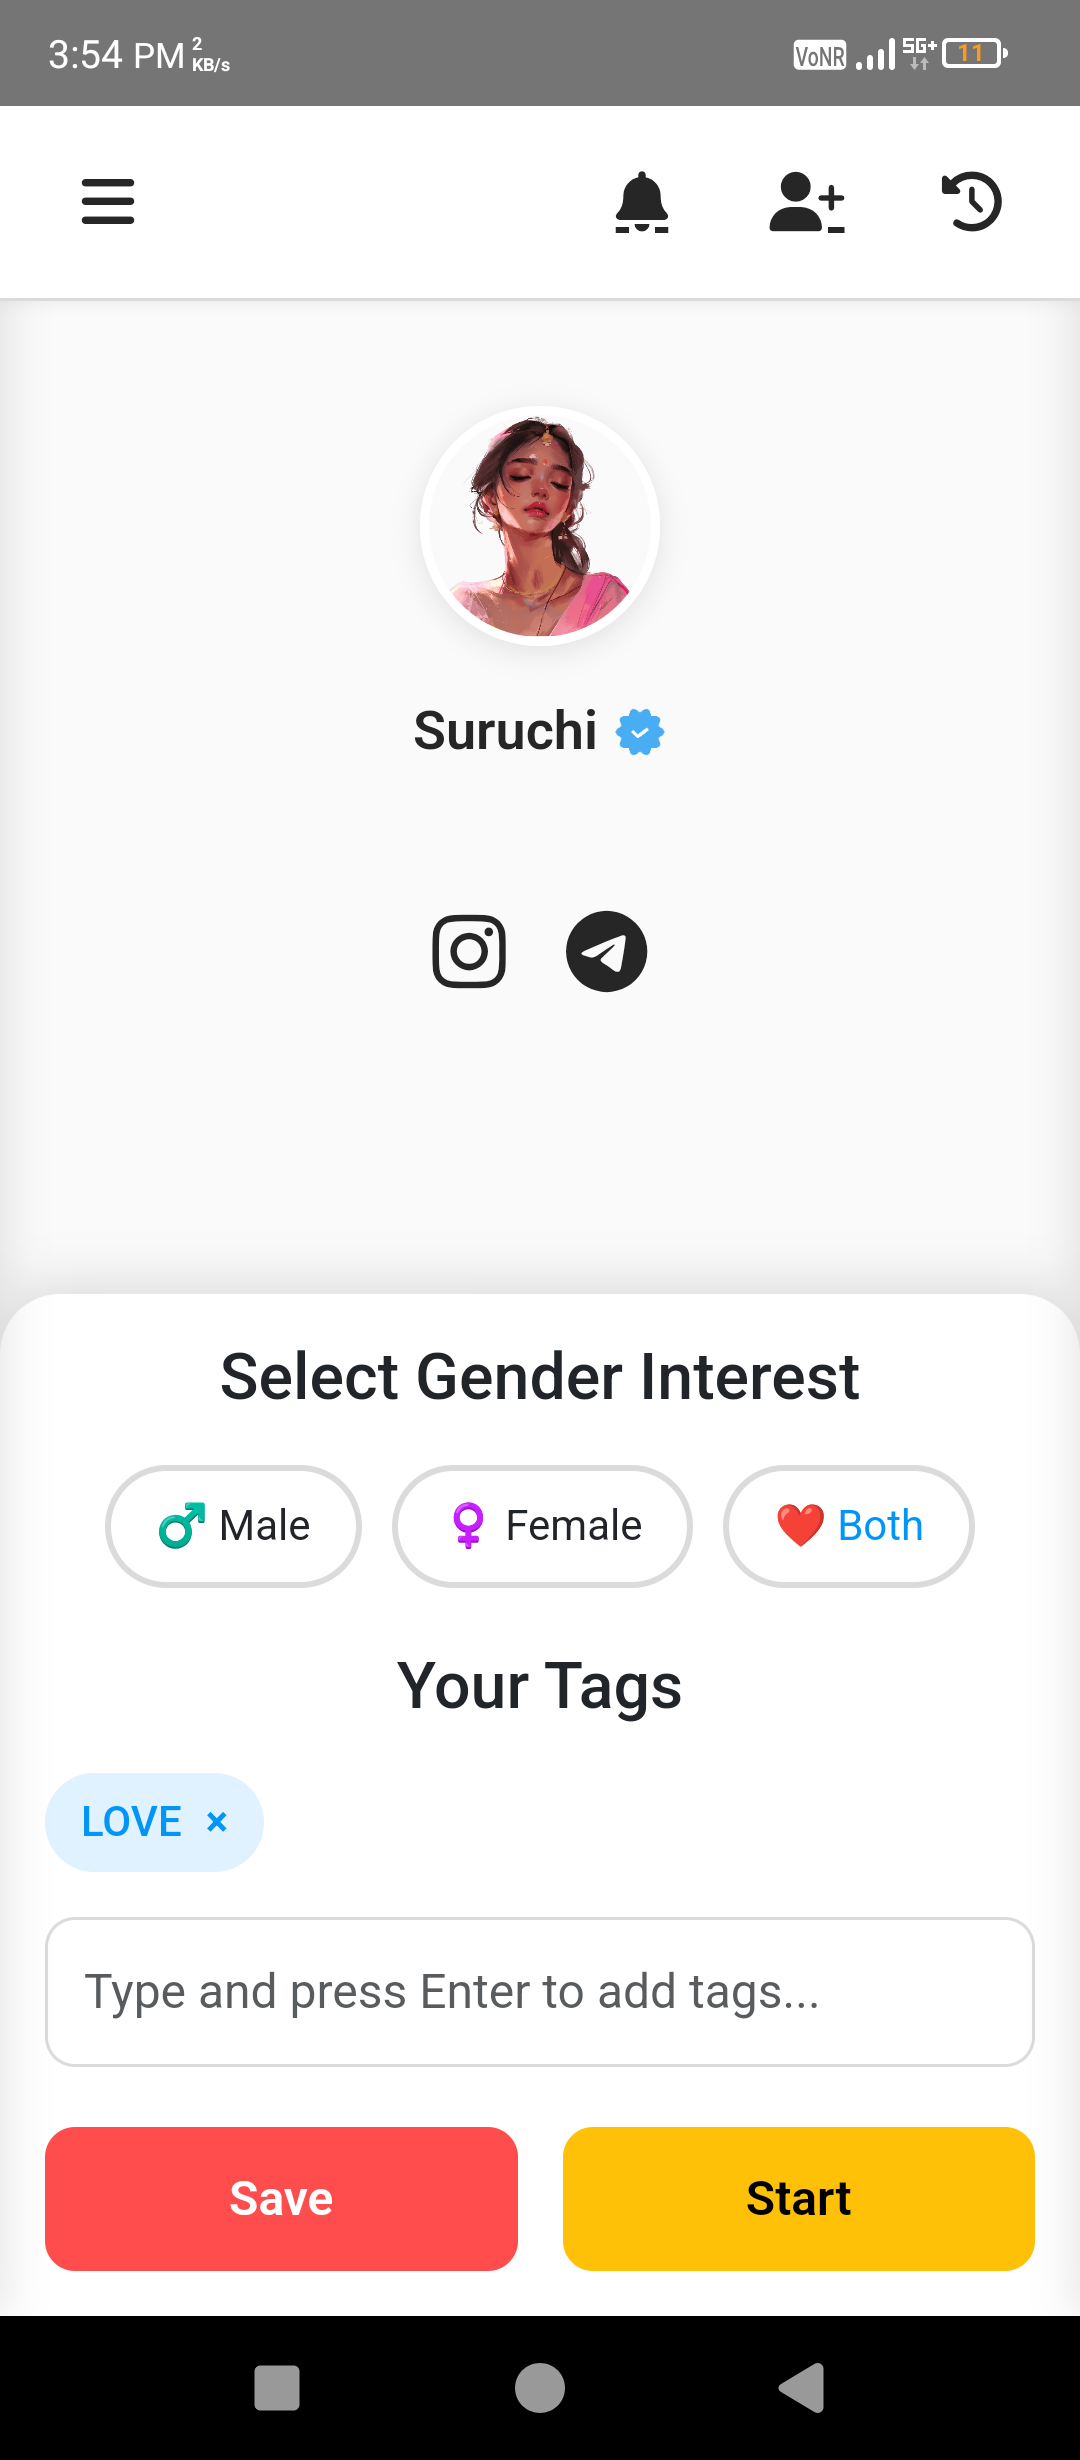 3:54 PM 2 KB/s VoNR 5G+ 11
Suruchi
Select Gender Interest
Male Female Both
Your Tags
LOVE ×
Type and press Enter to add tags...
Save Start